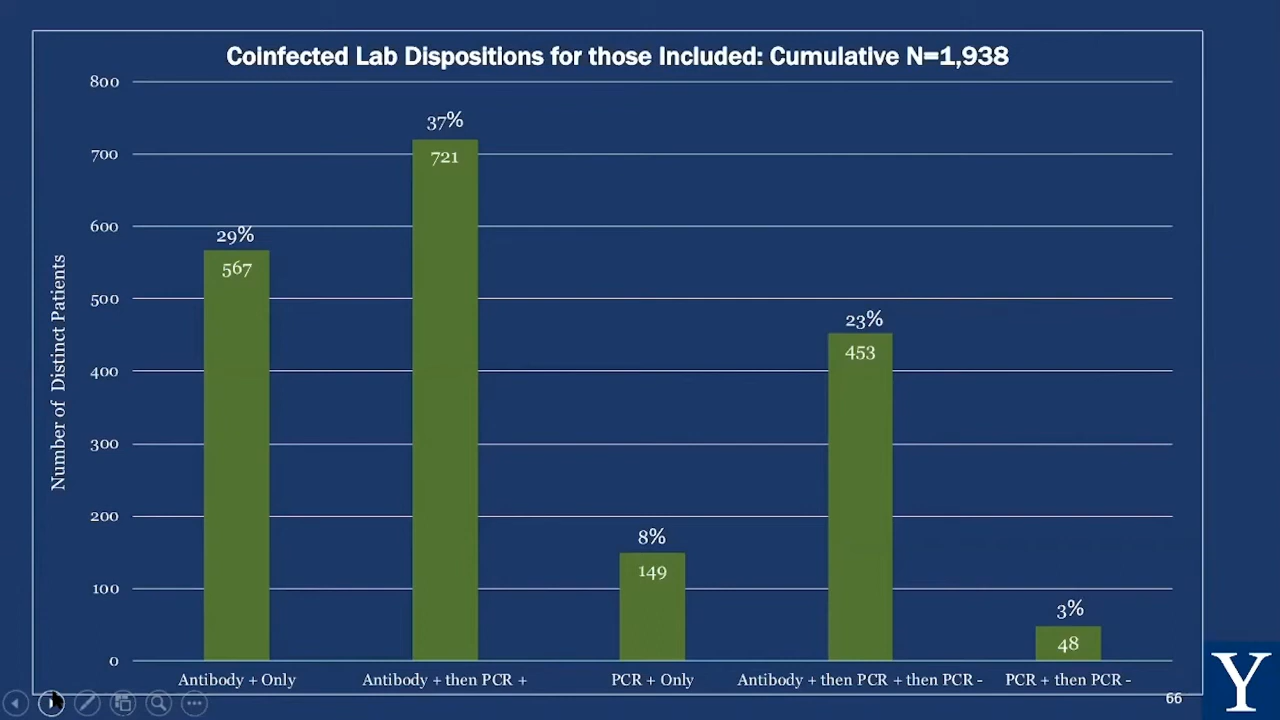 Coinfected Lab Dispositions for those Included: Cumulative N=1,938
Number of Distinct Patients
800
700
600
500
400
300
200
100
0
29%
567
37%
721
8%
149
23%
453
3%
48
Antibody + Only
Antibody + then PCR +
PCR + Only
Antibody + then PCR + then PCR -
PCR + then PCR -
66
Y